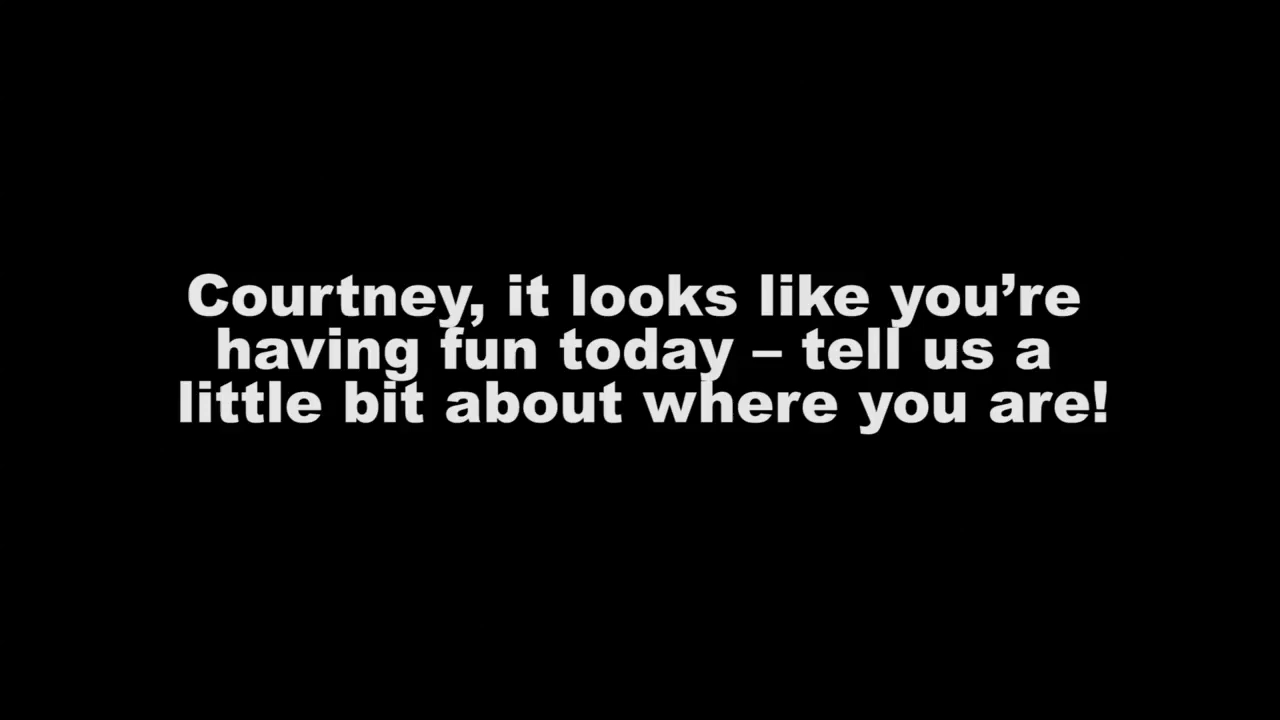 Courtney, it looks like you’re
having fun today – tell us a
little bit about where you are!